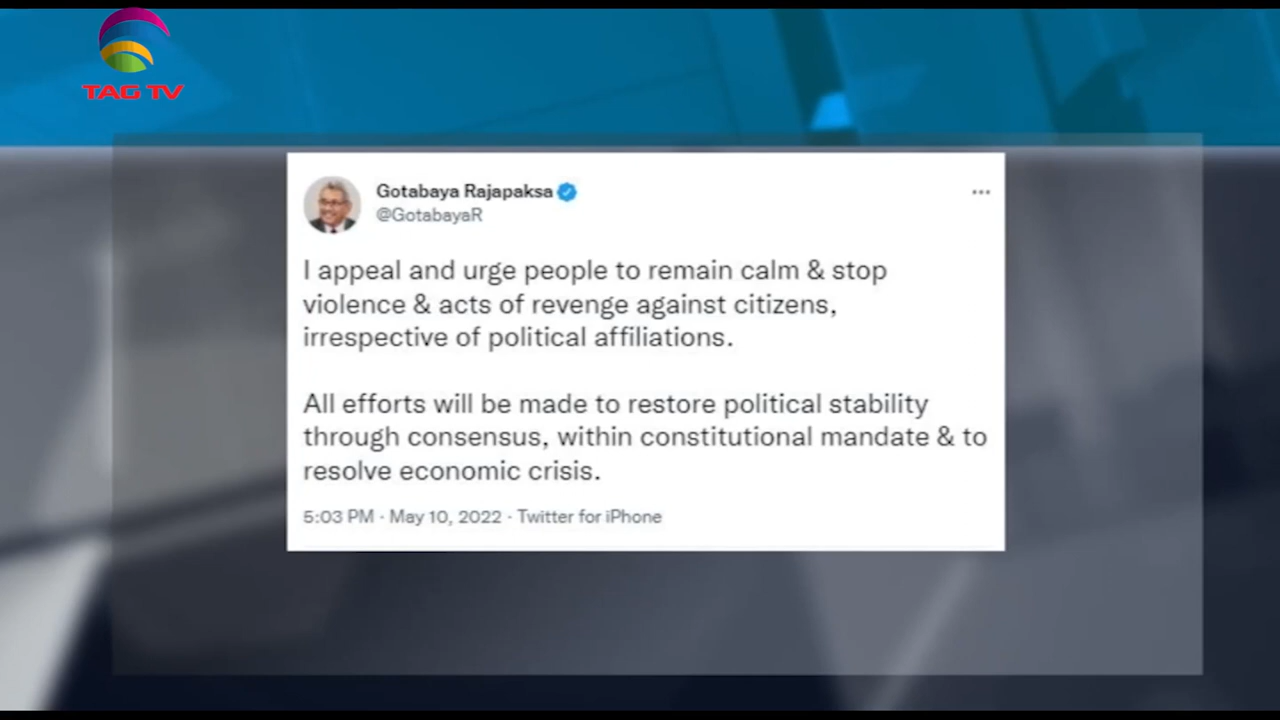 TAG TV
Gotabaya Rajapaksa
@GotabayaR
I appeal and urge people to remain calm & stop
violence & acts of revenge against citizens,
irrespective of political affiliations.
All efforts will be made to restore political stability
through consensus, within constitutional mandate & to
resolve economic crisis.
5:03 PM · May 10, 2022 · Twitter for iPhone